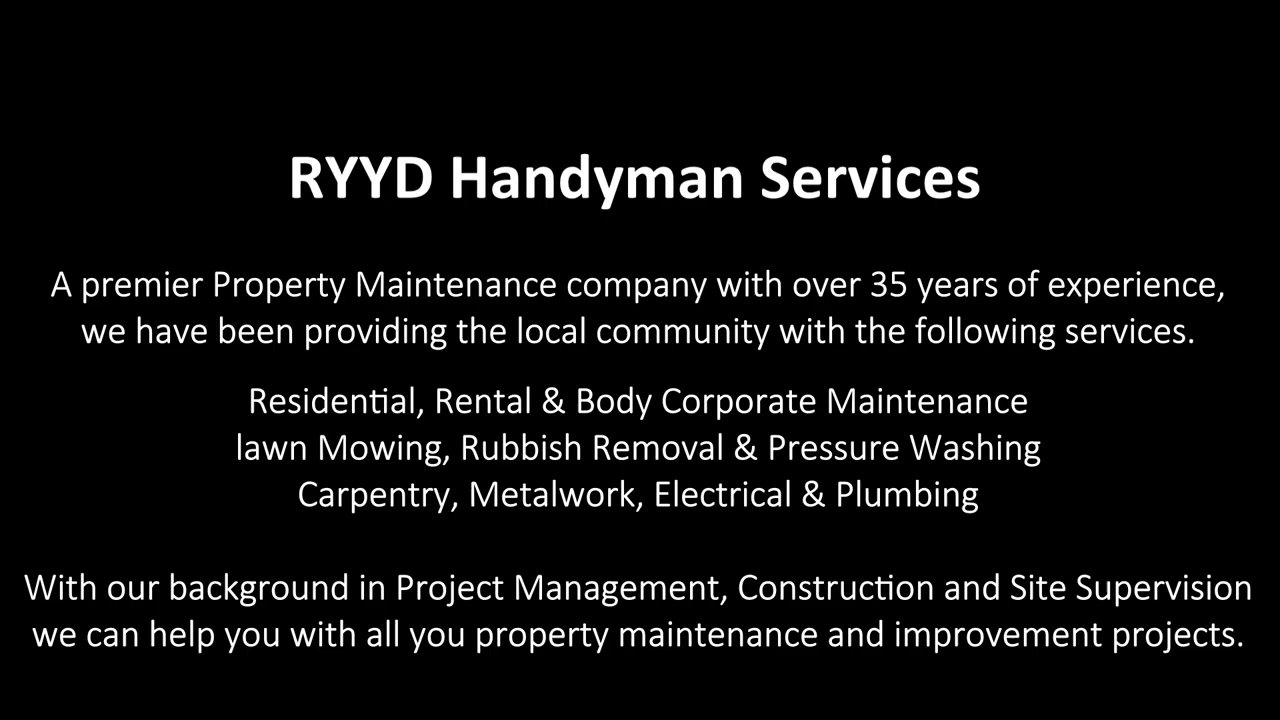 RYYD Handyman Services
A premier Property Maintenance company with over 35 years of experience,
we have been providing the local community with the following services.
Residential, Rental & Body Corporate Maintenance
lawn Mowing, Rubbish Removal & Pressure Washing
Carpentry, Metalwork, Electrical & Plumbing
With our background in Project Management, Construction and Site Supervision
we can help you with all you property maintenance and improvement projects.